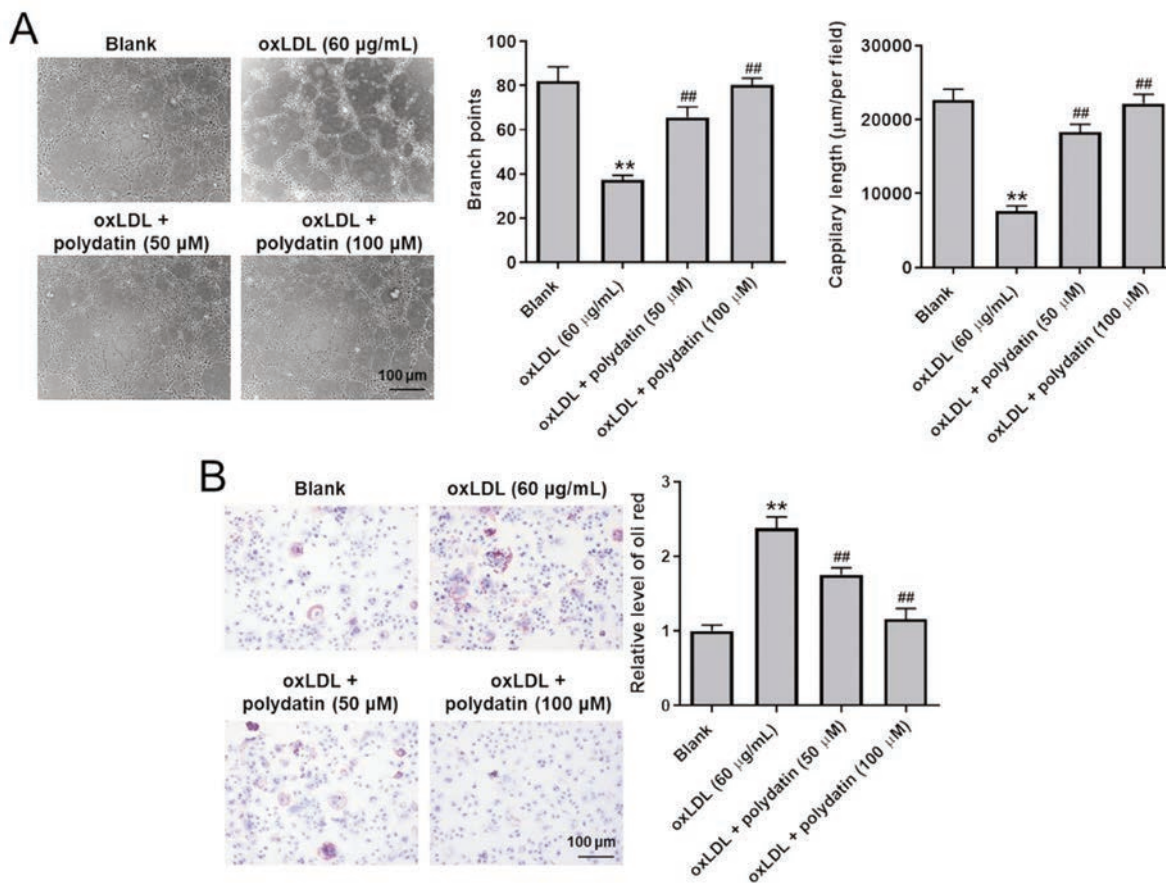 A
Blank
oxLDL (60 µg/mL)
oxLDL +
polydatin (50 µM)
oxLDL +
polydatin (100 µM)
100 µm
Branch points
100
80
60
40
20
0
**
##
##
Blank
oxLDL (60 µg/mL)
oxLDL + polydatin (50 µM)
oxLDL + polydatin (100 µM)
Cappilary length (µm/per field)
30000
20000
10000
0
**
##
##
Blank
oxLDL (60 µg/mL)
oxLDL + polydatin (50 µM)
oxLDL + polydatin (100 µM)
B
Blank
oxLDL (60 µg/mL)
oxLDL +
polydatin (50 µM)
oxLDL +
polydatin (100 µM)
100 µm
Relative level of oli red
3
2
1
0
**
##
##
Blank
oxLDL (60 µg/mL)
oxLDL + polydatin (50 µM)
oxLDL + polydatin (100 µM)